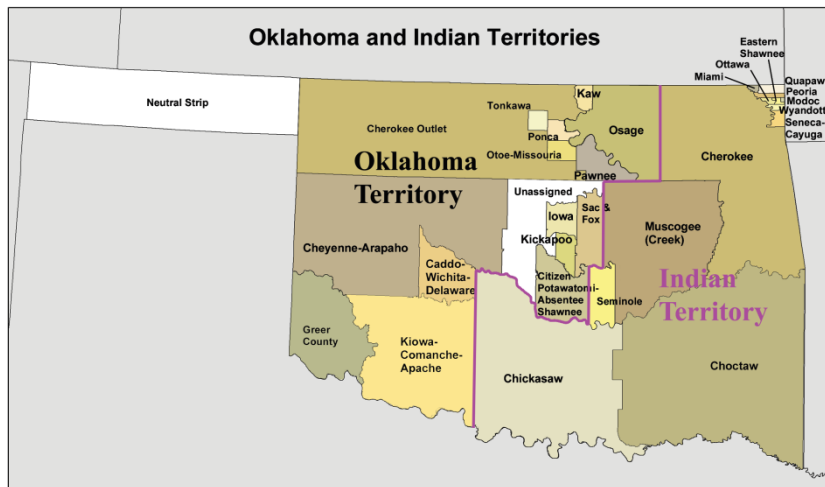 Oklahoma and Indian Territories
Eastern
Shawnee
Ottawa
Miami
Quapaw
Peoria
Modoc
Wyandott
Seneca-
Cayuga
Neutral Strip
Kaw
Tonkawa
Cherokee Outlet
Ponca
Osage
Otoe-Missouria
Cherokee
Oklahoma
Territory
Pawnee
Unassigned
Iowa
Sac &
Fox
Muscogee
(Creek)
Kickapoo
Cheyenne-Arapaho
Caddo-
Wichita-
Delaware
Citizen
Potawatomi-
Absentee
Shawnee
Seminole
Indian
Territory
Greer
County
Kiowa-
Comanche-
Apache
Chickasaw
Choctaw